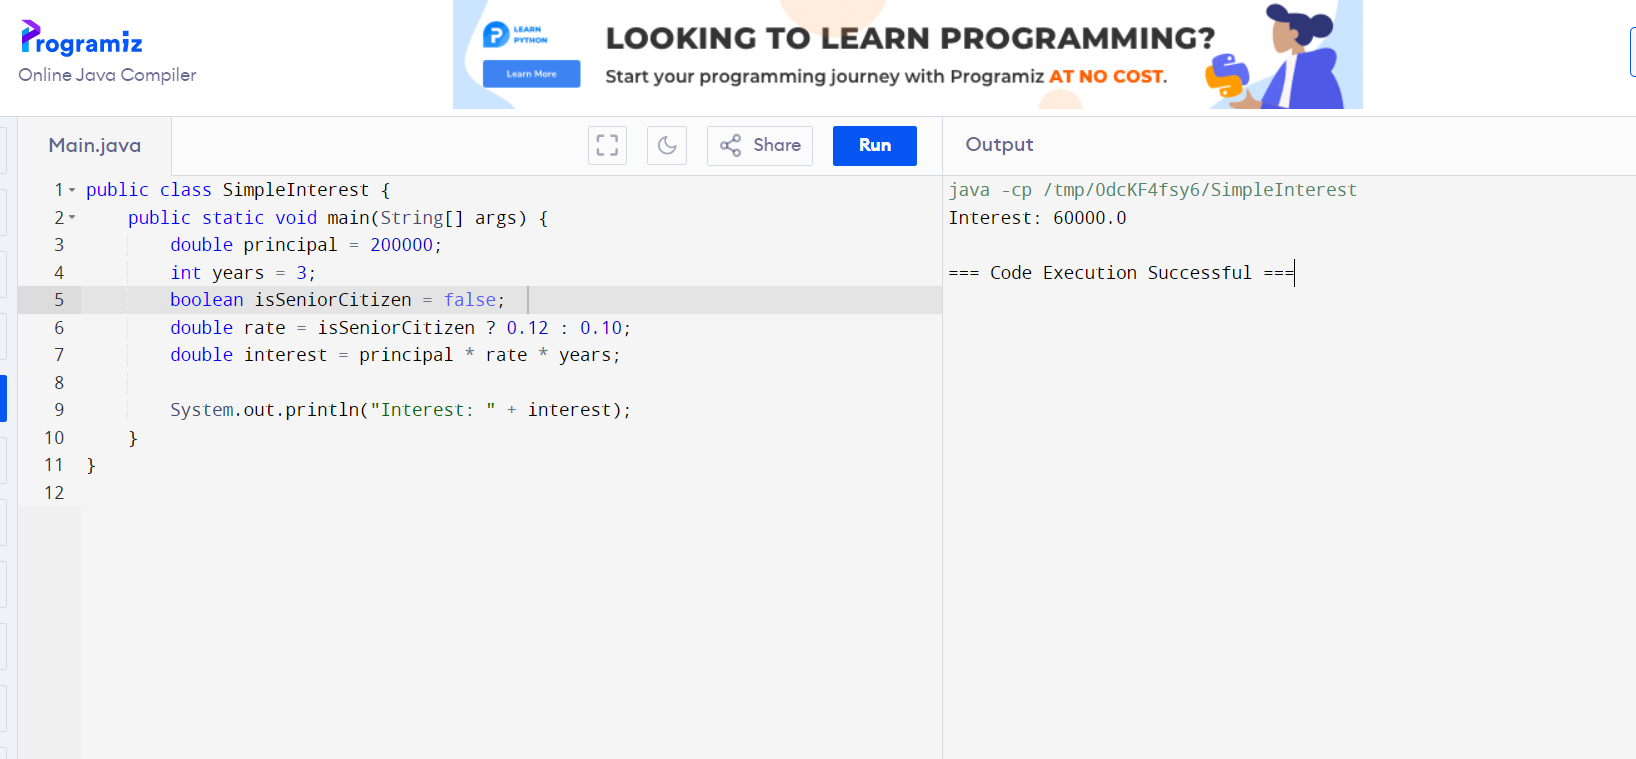 Programiz
Online Java Compiler
LEARN
PYTHON
Learn More
LOOKING TO LEARN PROGRAMMING?
Start your programming journey with Programiz AT NO COST.
Main.java
Share
Run
Output
1 public class SimpleInterest {
2     public static void main(String[] args) {
3         double principal = 200000;
4         int years = 3;
5         boolean isSeniorCitizen = false;
6         double rate = isSeniorCitizen ? 0.12 : 0.10;
7         double interest = principal * rate * years;
8
9         System.out.println("Interest: " + interest);
10     }
11 }
12
java -cp /tmp/OdcKF4fsy6/SimpleInterest
Interest: 60000.0
=== Code Execution Successful ===